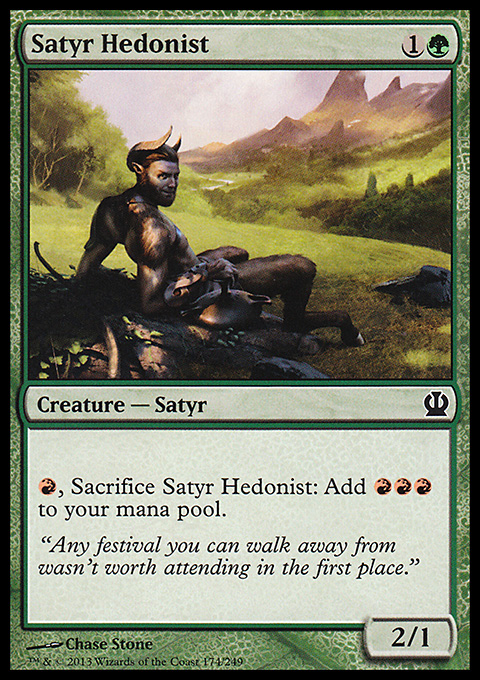 Satyr Hedonist 1
Creature — Satyr
, Sacrifice Satyr Hedonist: Add
to your mana pool.
“Any festival you can walk away from
wasn’t worth attending in the first place.”
Chase Stone 2/1
™ & © 2013 Wizards of the Coast 174/249